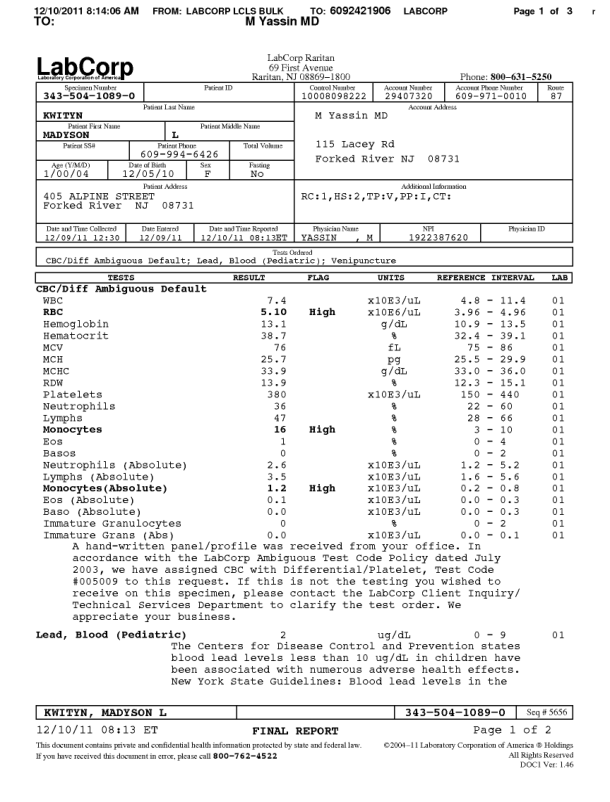 12/10/2011 8:14:06 AM FROM: LABCORP LCLS BULK TO: 6092421906 LABCORP Page 1 of 3 r
TO: M Yassin MD
LabCorp
Laboratory Corporation of America
LabCorp Raritan
69 First Avenue
Raritan, NJ 08869-1800 Phone: 800-631-5250
Specimen Number Patient ID Control Number Account Number Account Phone Number Route
343-504-1089-0 10008098222 29407320 609-971-0010 87
Patient Last Name Account Address
KWITYN M Yassin MD
Patient First Name Patient Middle Name
MADYSON L
Patient SS# Patient Phone Total Volume 115 Lacey Rd
609-994-6426 Forked River NJ 08731
Age (Y/M/D) Date of Birth Sex Fasting
1/00/04 12/05/10 F No
Patient Address Additional Information
405 ALPINE STREET RC:1,HS:2,TP:V,PP:I,CT:
Forked River NJ 08731
Date and Time Collected Date Entered Date and Time Reported Physician Name NPI Physician ID
12/09/11 12:30 12/09/11 12/10/11 08:13ET YASSIN , M 1922387620
Tests Ordered
CBC/Diff Ambiguous Default; Lead, Blood (Pediatric); Venipuncture
TESTS RESULT FLAG UNITS REFERENCE INTERVAL LAB
CBC/Diff Ambiguous Default
WBC 7.4 x10E3/uL 4.8 - 11.4 01
RBC 5.10 High x10E6/uL 3.96 - 4.96 01
Hemoglobin 13.1 g/dL 10.9 - 13.5 01
Hematocrit 38.7 % 32.4 - 39.1 01
MCV 76 fL 75 - 86 01
MCH 25.7 pg 25.5 - 29.9 01
MCHC 33.9 g/dL 33.0 - 36.0 01
RDW 13.9 % 12.3 - 15.1 01
Platelets 380 x10E3/uL 150 - 440 01
Neutrophils 36 % 22 - 60 01
Lymphs 47 % 28 - 66 01
Monocytes 16 High % 3 - 10 01
Eos 1 % 0 - 4 01
Basos 0 % 0 - 2 01
Neutrophils (Absolute) 2.6 x10E3/uL 1.2 - 5.2 01
Lymphs (Absolute) 3.5 x10E3/uL 1.6 - 5.6 01
Monocytes(Absolute) 1.2 High x10E3/uL 0.2 - 0.8 01
Eos (Absolute) 0.1 x10E3/uL 0.0 - 0.3 01
Baso (Absolute) 0.0 x10E3/uL 0.0 - 0.3 01
Immature Granulocytes 0 % 0 - 2 01
Immature Grans (Abs) 0.0 x10E3/uL 0.0 - 0.1 01
A hand-written panel/profile was received from your office. In
accordance with the LabCorp Ambiguous Test Code Policy dated July
2003, we have assigned CBC with Differential/Platelet, Test Code
#005009 to this request. If this is not the testing you wished to
receive on this specimen, please contact the LabCorp Client Inquiry/
Technical Services Department to clarify the test order. We
appreciate your business.
Lead, Blood (Pediatric) 2 ug/dL 0 - 9 01
The Centers for Disease Control and Prevention states
blood lead levels less than 10 ug/dL in children have
been associated with numerous adverse health effects.
New York State Guidelines: Blood lead levels in the
KWITYN, MADYSON L 343-504-1089-0 Seq # 5656
12/10/11 08:13 ET FINAL REPORT Page 1 of 2
This document contains private and confidential health information protected by state and federal law. ©2004-11 Laboratory Corporation of America ® Holdings
If you have received this document in error, please call 800-762-4522 All Rights Reserved
DOC1 Ver: 1.46